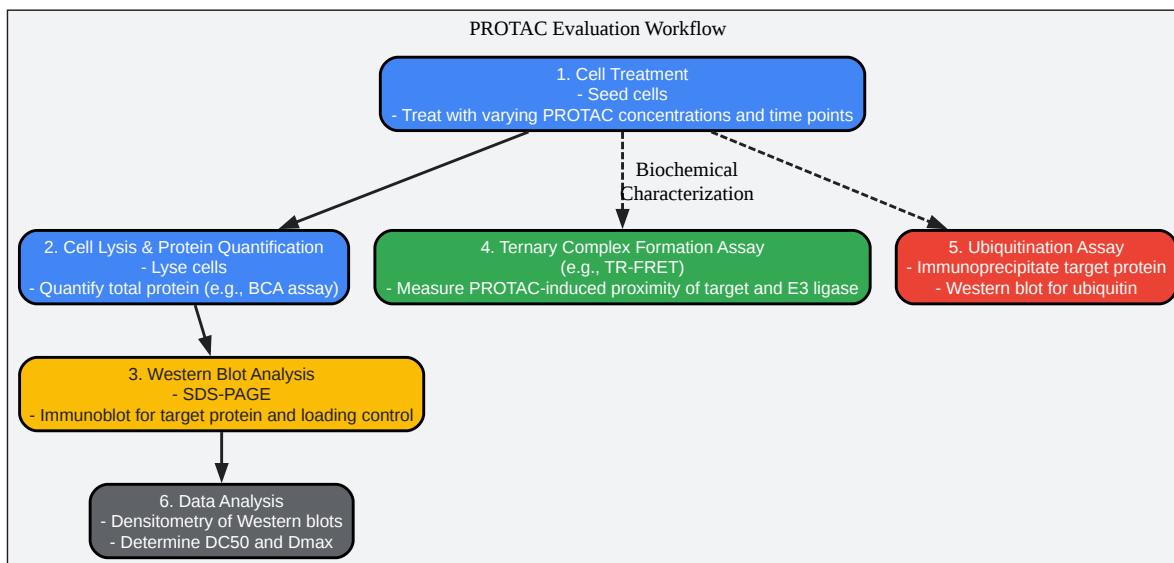 PROTAC Evaluation Workflow
1. Cell Treatment
- Seed cells
- Treat with varying PROTAC concentrations and time points
Biochemical
Characterization
2. Cell Lysis & Protein Quantification
- Lyse cells
- Quantify total protein (e.g., BCA assay)
4. Ternary Complex Formation Assay
(e.g., TR-FRET)
- Measure PROTAC-induced proximity of target and E3 ligase
5. Ubiquitination Assay
- Immunoprecipitate target protein
- Western blot for ubiquitin
3. Western Blot Analysis
- SDS-PAGE
- Immunoblot for target protein and loading control
6. Data Analysis
- Densitometry of Western blots
- Determine DC50 and Dmax